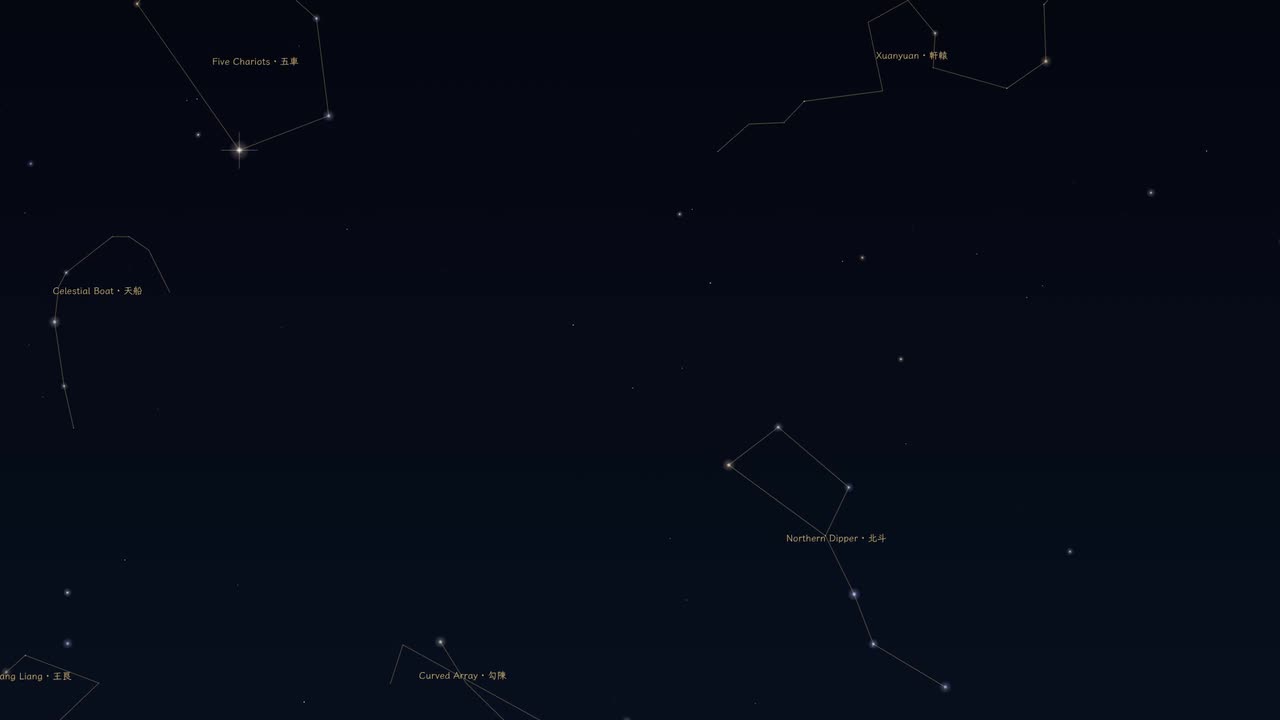 Xuanyuan・軒轅
Five Chariots・五車
Celestial Boat・天船
Northern Dipper・北斗
ang Liang・王良
Curved Array・勾陳